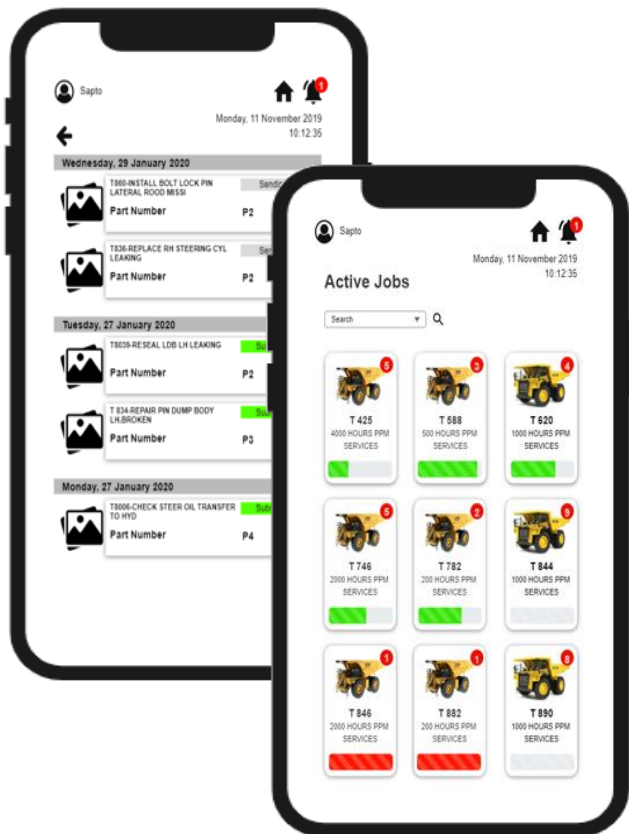 Sapto
1
Monday, 11 November 2019
10:12:35
Wednesday, 29 January 2020
T860-INSTALL BOLT LOCK PIN
LATERAL ROOD MISSI
Part Number
P2
T836-REPLACE RH STEERING CYL
LEAKING
Part Number
P2
Tuesday, 27 January 2020
T8039-RESEAL LDB LH LEAKING
Part Number
P2
T 834-REPAIR PIN DUMP BODY
LH.BROKEN
Part Number
P3
Monday, 27 January 2020
T8006-CHECK STEER OIL TRANSFER
TO HYD
Part Number
P4
Sapto
1
Monday, 11 November 2019
10:12:35
Active Jobs
Search
5
T 425
4000 HOURS PPM
SERVICES
3
T 588
500 HOURS PPM
SERVICES
4
T 620
1000 HOURS PPM
SERVICES
5
T 746
2000 HOURS PPM
SERVICES
2
T 782
200 HOURS PPM
SERVICES
9
T 844
1000 HOURS PPM
SERVICES
1
T 846
2000 HOURS PPM
SERVICES
1
T 882
200 HOURS PPM
SERVICES
8
T 890
1000 HOURS PPM
SERVICES